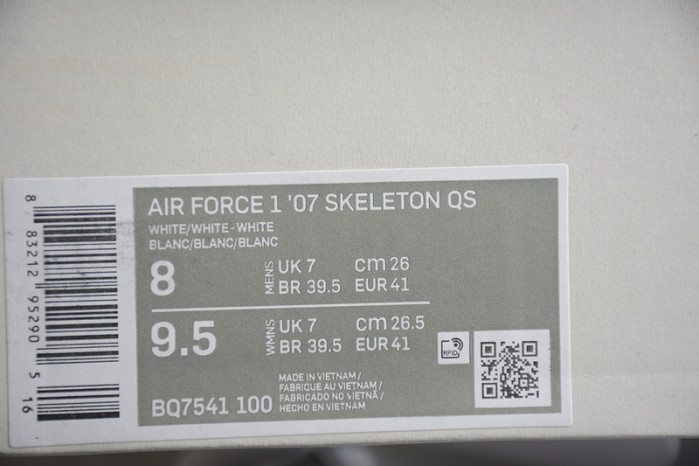 8 83212 95290 5 16
AIR FORCE 1 '07 SKELETON QS
WHITE/WHITE-WHITE
BLANC/BLANC/BLANC
8 MENS UK 7 cm 26
BR 39.5 EUR 41
9.5 WMNS UK 7 cm 26.5
BR 39.5 EUR 41
RFID
MADE IN VIETNAM /
FABRIQUE AU VIETNAM /
FABRICADO NO VIETNÃ /
HECHO EN VIETNAM
BQ7541 100